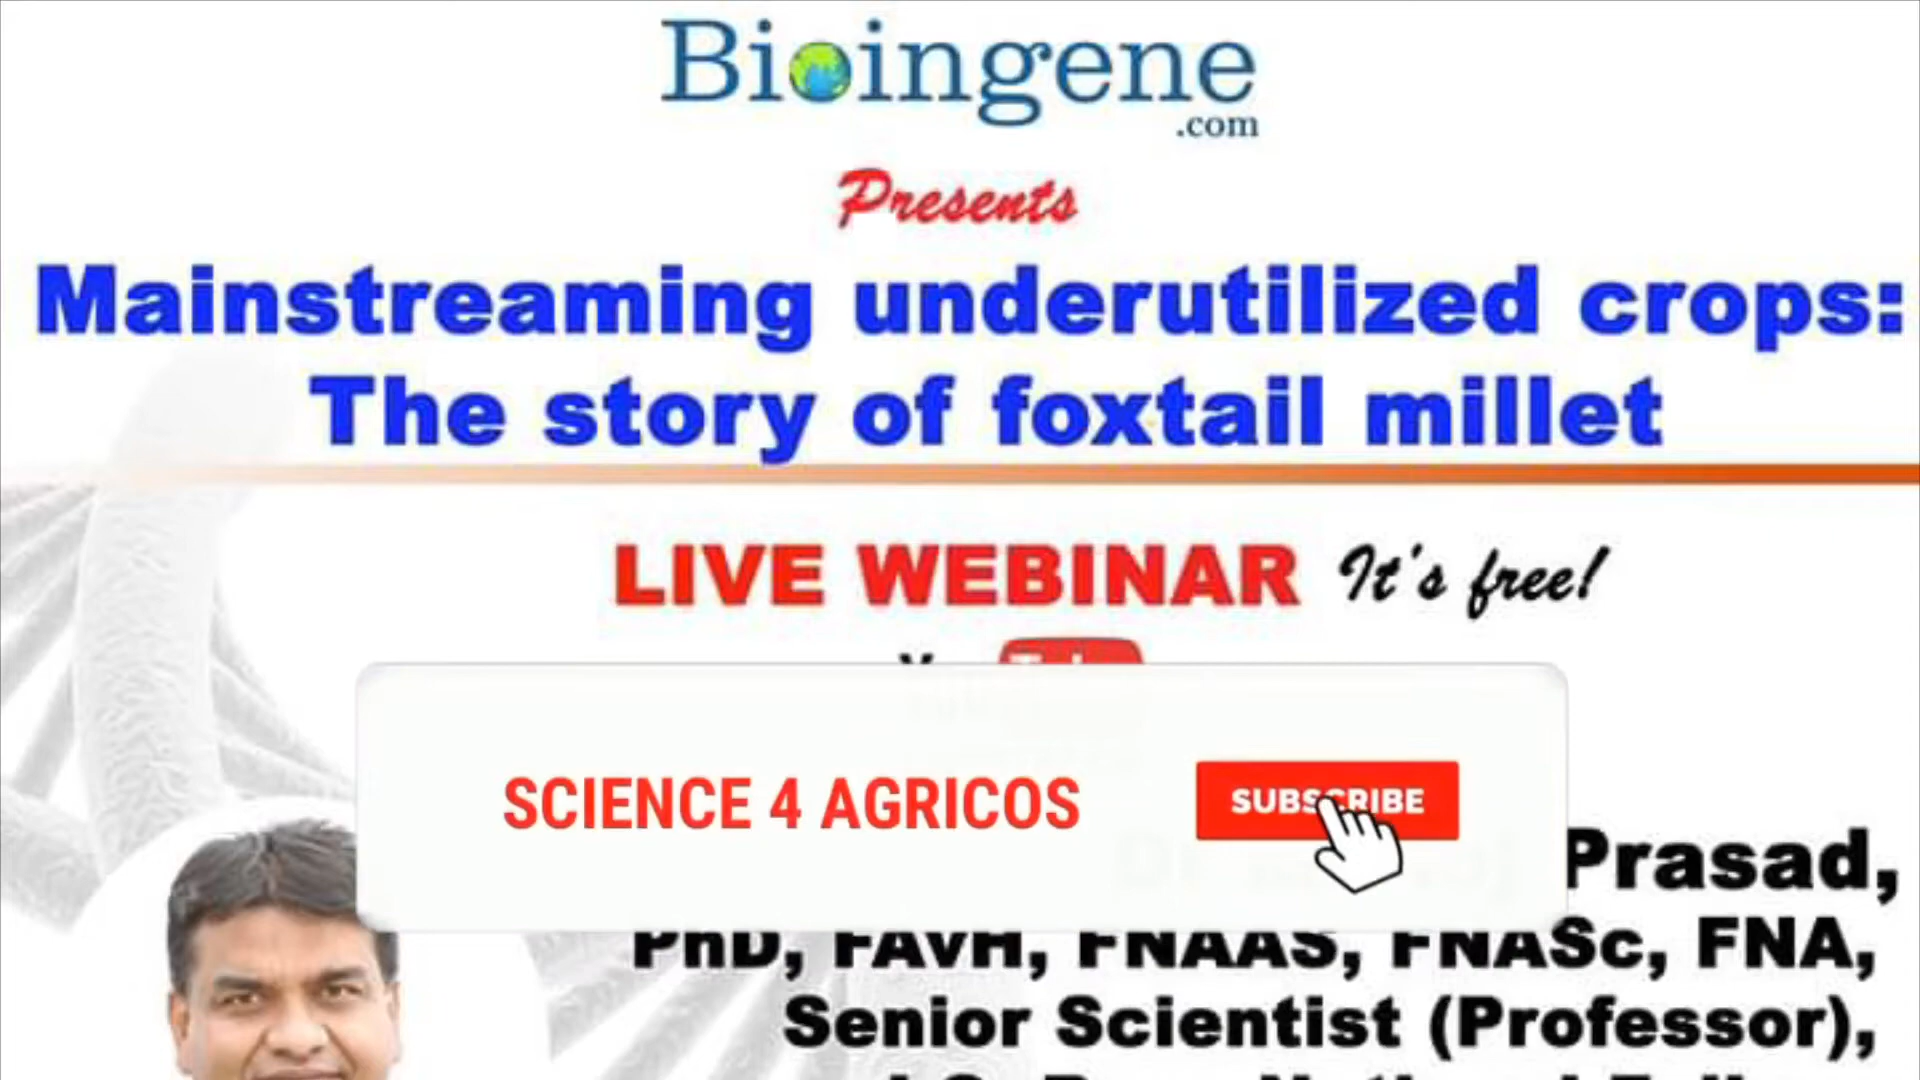 Bioingene
.com
Presents
Mainstreaming underutilized crops:
The story of foxtail millet
LIVE WEBINAR It's free!
SCIENCE 4 AGRICOS
SUBSCRIBE
Prasad,
PhD, FAvH, FNAAS, FNASc, FNA,
Senior Scientist (Professor),